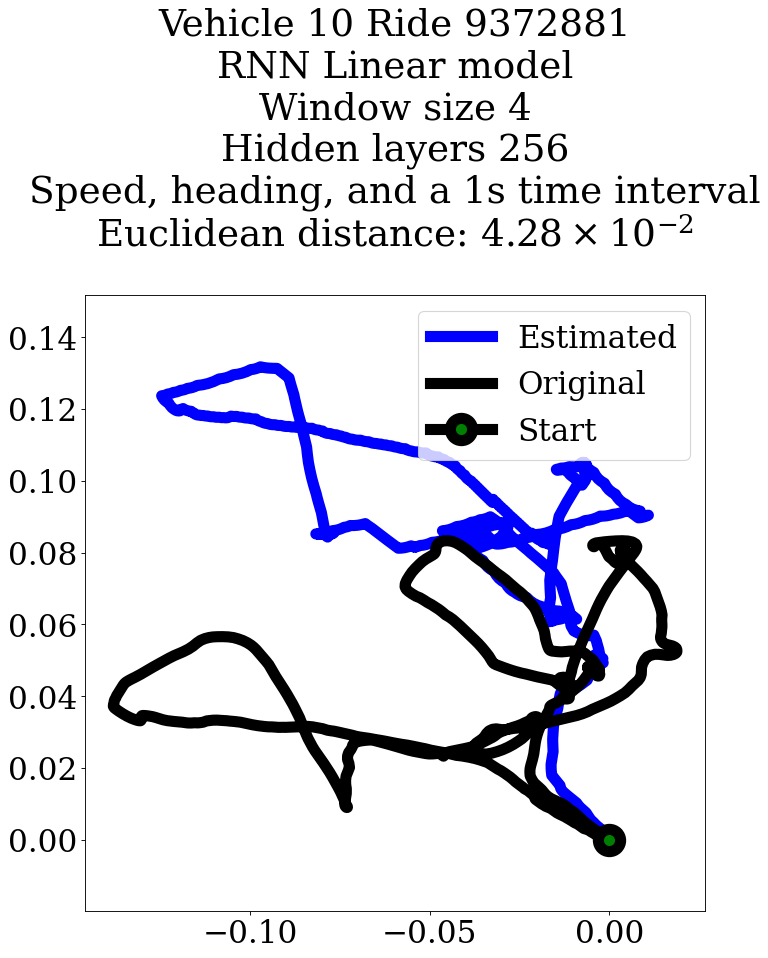 Vehicle 10 Ride 9372881
RNN Linear model
Window size 4
Hidden layers 256
Speed, heading, and a 1s time interval
Euclidean distance: 4.28 × 10⁻²
Estimated
Original
Start
0.14
0.12
0.10
0.08
0.06
0.04
0.02
0.00
−0.10 −0.05 0.00